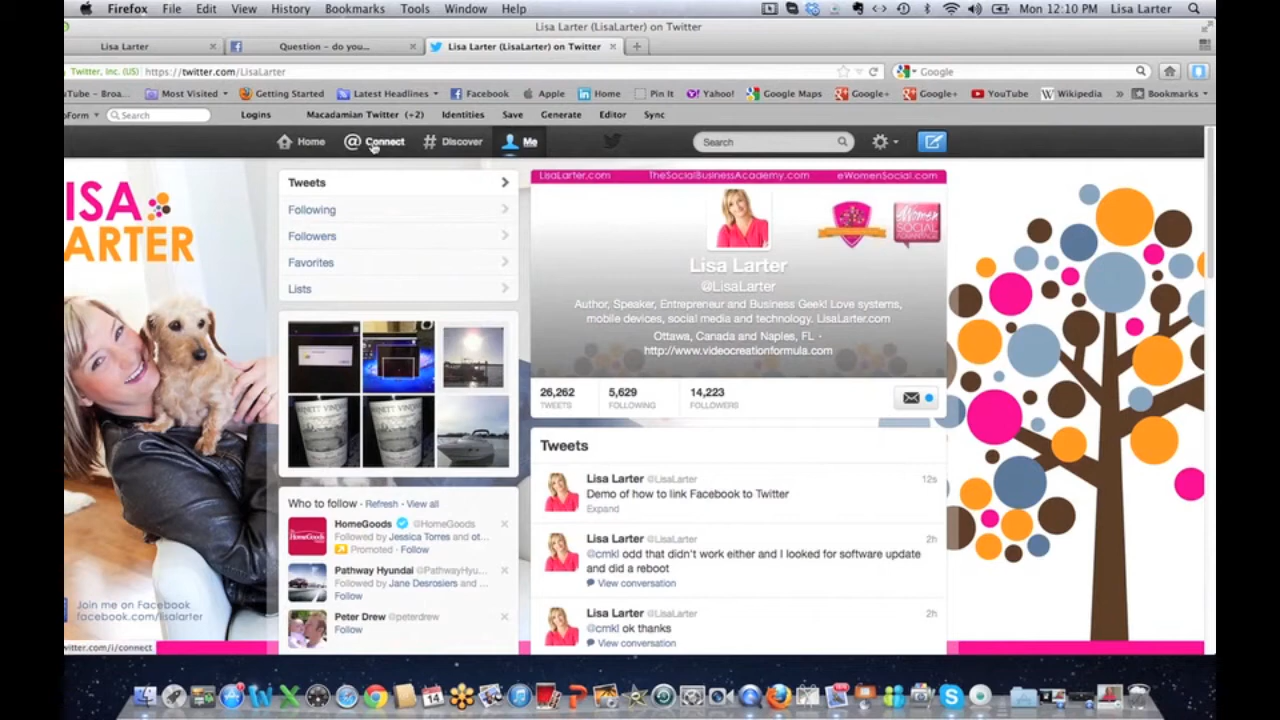 Firefox File Edit View History Bookmarks Tools Window Help Mon 12:10 PM Lisa Larter
Lisa Larter (LisaLarter) on Twitter
Lisa Larter Question – do you... Lisa Larter (LisaLarter) on Twitter
Twitter, Inc. (US) https://twitter.com/LisaLarter Google
uTube - Broa... Most Visited Getting Started Latest Headlines Facebook Apple Home Pin It Yahoo! Google Maps Google+ Google+ YouTube Wikipedia » Bookmarks
oForm Search Logins Macadamian Twitter (+2) Identities Save Generate Editor Sync
Home @ Connect # Discover Me Search
ISA
ARTER
Join me on Facebook
facebook.com/lisalarter
witter.com/i/connect
Tweets
Following
Followers
Favorites
Lists
Who to follow · Refresh · View all
HomeGoods @HomeGoods
Followed by Jessica Torres and ot...
Promoted · Follow
Pathway Hyundai @PathwayHyu...
Followed by Jane Desrosiers and ...
Follow
Peter Drew @peterdrew
Follow
LisaLarter.com TheSocialBusinessAcademy.com eWomenSocial.com
Lisa Larter
@LisaLarter
Author, Speaker, Entrepreneur and Business Geek! Love systems,
mobile devices, social media and technology. LisaLarter.com
Ottawa, Canada and Naples, FL ·
http://www.videocreationformula.com
26,262 5,629 14,223
TWEETS FOLLOWING FOLLOWERS
Tweets
Lisa Larter @LisaLarter 12s
Demo of how to link Facebook to Twitter
Expand
Lisa Larter @LisaLarter 2h
@cmkl odd that didn't work either and I looked for software update
and did a reboot
View conversation
Lisa Larter @LisaLarter 2h
@cmkl ok thanks
View conversation